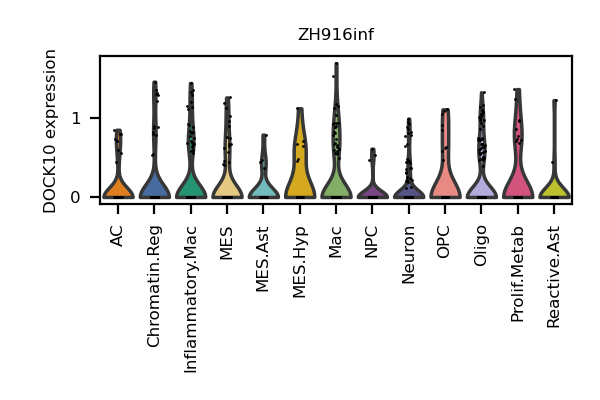 ZH916inf
DOCK10 expression
1
0
AC
Chromatin.Reg
Inflammatory.Mac
MES
MES.Ast
MES.Hyp
Mac
NPC
Neuron
OPC
Oligo
Prolif.Metab
Reactive.Ast